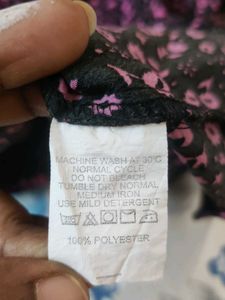 MACHINE WASH AT 30°C
NORMAL CYCLE
DO NOT BLEACH
TUMBLE DRY NORMAL
MEDIUM IRON
USE MILD DETERGENT
100% POLYESTER